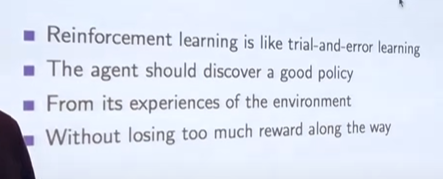 Reinforcement learning is like trial-and-error learning
The agent should discover a good policy
From its experiences of the environment
Without losing too much reward along the way